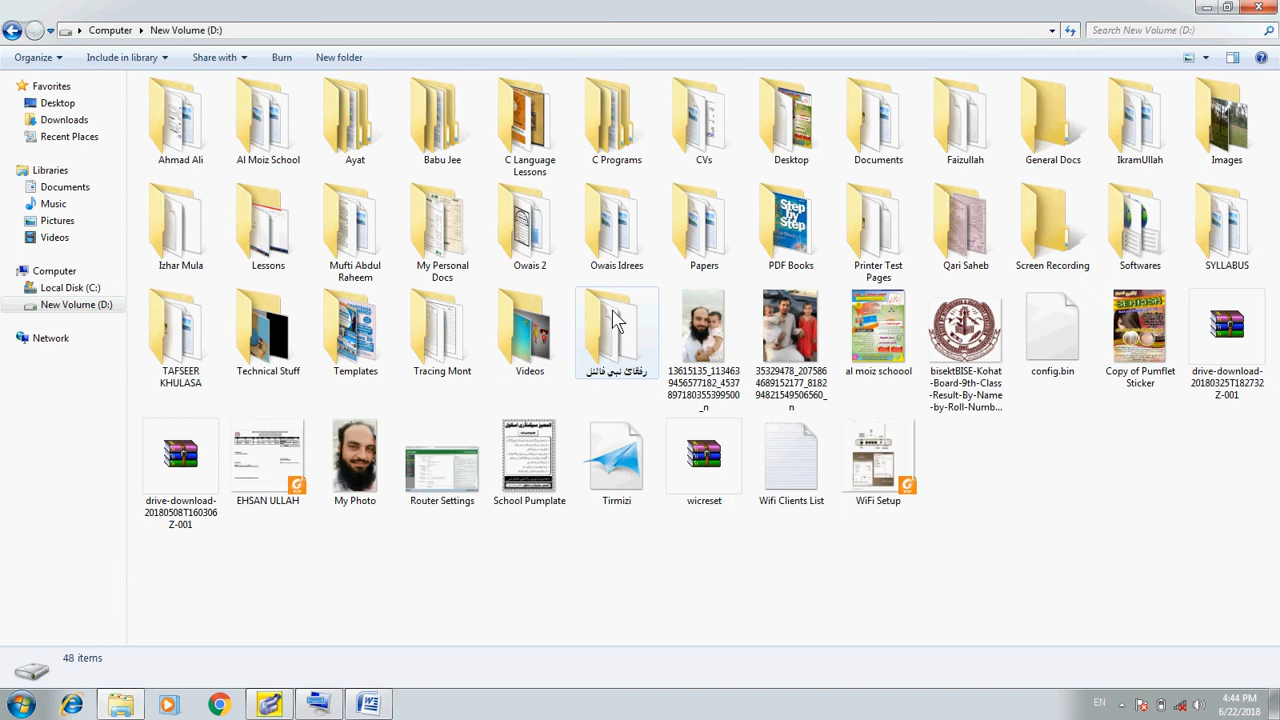 Computer
New Volume (D:)
Search New Volume (D:)
Organize
Include in library
Share with
Burn
New folder
Favorites
Desktop
Downloads
Recent Places
Libraries
Documents
Music
Pictures
Videos
Computer
Local Disk (C:)
New Volume (D:)
Network
Ahmad Ali
Al Moiz School
Ayat
Babu Jee
C Language
Lessons
C Programs
CVs
Desktop
Documents
Faizullah
General Docs
IkramUllah
Images
Izhar Mula
Lessons
Mufti Abdul
Raheem
My Personal
Docs
Owais 2
Owais Idrees
Papers
Step
by
Step
PDF Books
Printer Test
Pages
Qari Saheb
Screen Recording
Softwares
SYLLABUS
TAFSEER
KHULASA
Technical Stuff
Templates
Tracing Mont
Videos
رفقائ نبی فائنل
13615135_113463
9456577182_4537
897180355399500
_n
35329478_207586
4689152177_8182
94821549506560_
n
al moiz schoool
bisektBISE-Kohat
-Board-9th-Class
-Result-By-Name
-by-Roll-Numb...
config.bin
Copy of Pumflet
Sticker
drive-download-
20180325T182732
Z-001
drive-download-
20180508T160306
Z-001
EHSAN ULLAH
My Photo
Router Settings
School Pumplate
Tirmizi
wicreset
Wifi Clients List
WiFi Setup
48 items
EN
4:44 PM
6/22/2018